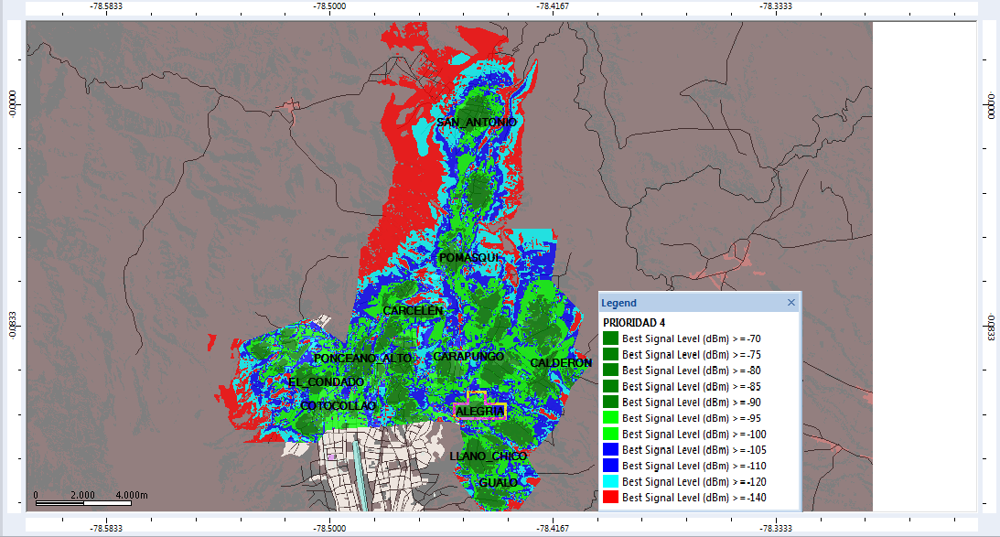 -78.5833 -78.5000 -78.4167 -78.3333
-0.0000 -0.0000
SAN_ANTONIO
POMASQUI
CARCELEN
-0.0833 -0.0833
PONCEANO_ALTO CARAPUNGO
CALDERON
EL_CONDADO
COTOCOLLAO
ALEGRIA
LLANO_CHICO
GUALO
Legend
PRIORIDAD 4
Best Signal Level (dBm) >=-70
Best Signal Level (dBm) >=-75
Best Signal Level (dBm) >=-80
Best Signal Level (dBm) >=-85
Best Signal Level (dBm) >=-90
Best Signal Level (dBm) >=-95
Best Signal Level (dBm) >=-100
Best Signal Level (dBm) >=-105
Best Signal Level (dBm) >=-110
Best Signal Level (dBm) >=-120
Best Signal Level (dBm) >=-140
0 2.000 4.000m
-78.5833 -78.5000 -78.4167 -78.3333